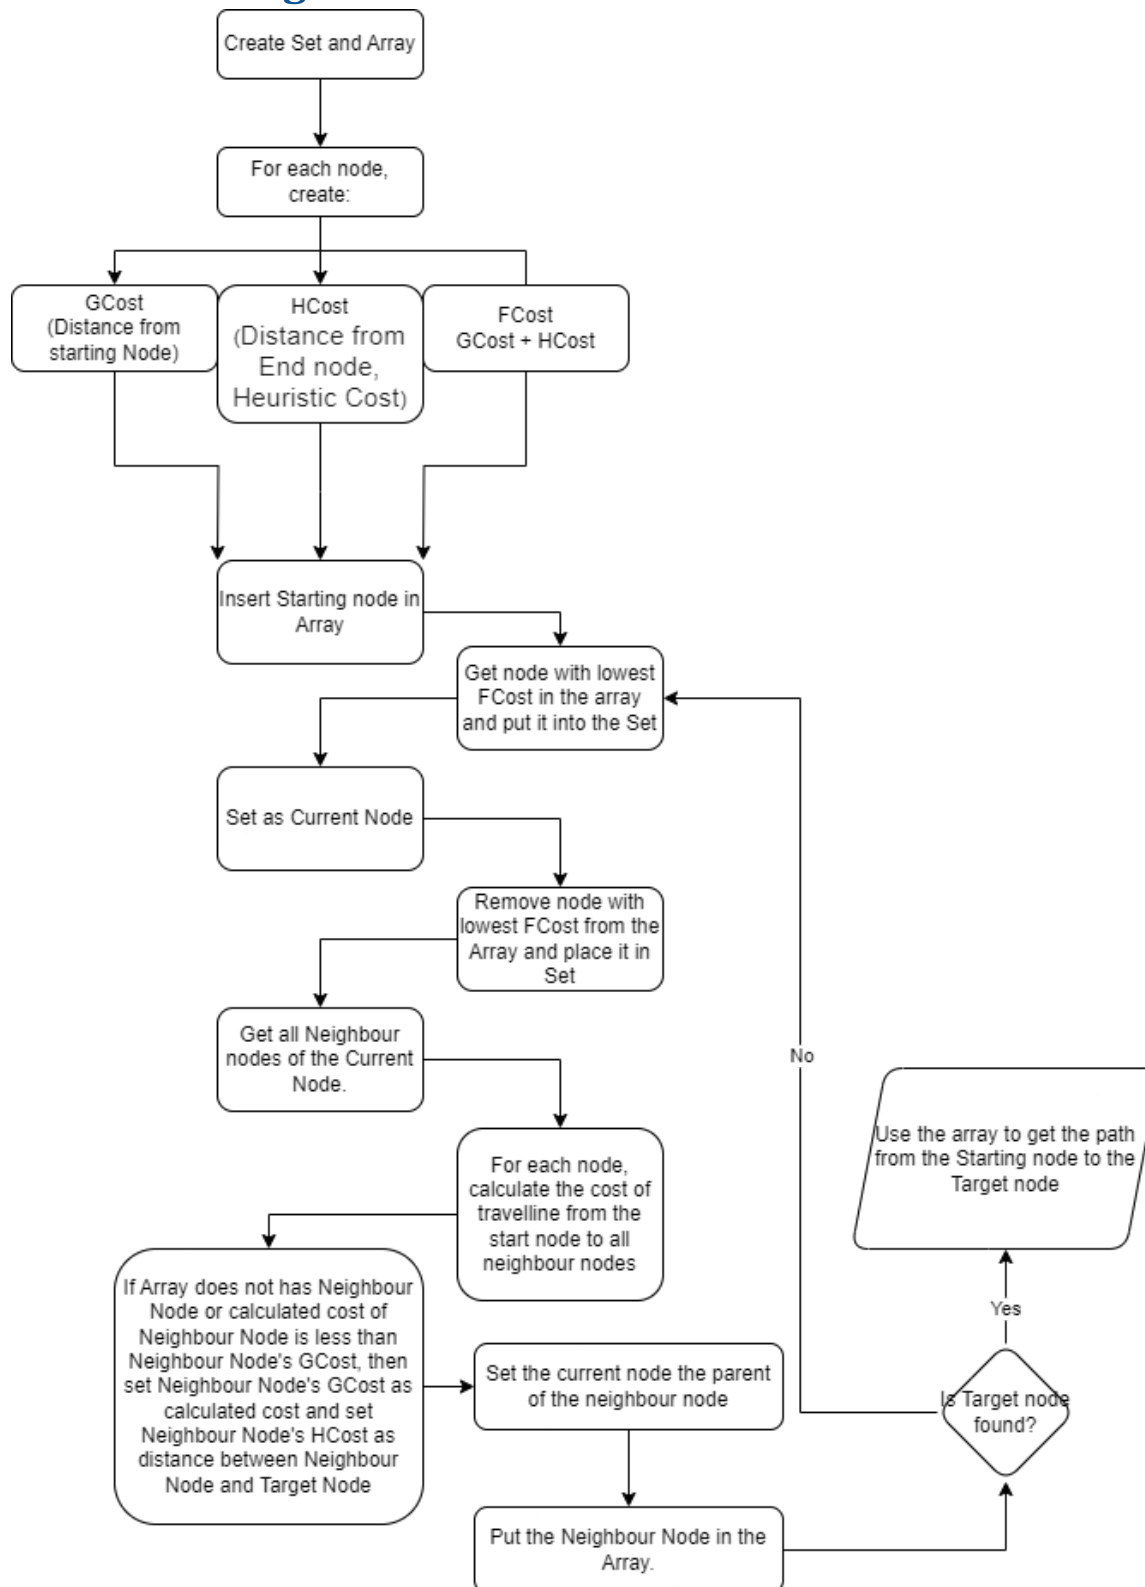 Create Set and Array
For each node,
create:
GCost
(Distance from
starting Node)
HCost
(Distance from
End node,
Heuristic Cost)
FCost
GCost + HCost
Insert Starting node in
Array
Get node with lowest
FCost in the array
and put it into the Set
Set as Current Node
Remove node with
lowest FCost from the
Array and place it in
Set
Get all Neighbour
nodes of the Current
Node.
No
For each node,
calculate the cost of
travelline from the
start node to all
neighbour nodes
Use the array to get the path
from the Starting node to the
Target node
If Array does not has Neighbour
Node or calculated cost of
Neighbour Node is less than
Neighbour Node's GCost, then
set Neighbour Node's GCost as
calculated cost and set
Neighbour Node's HCost as
distance between Neighbour
Node and Target Node
Set the current node the parent
of the neighbour node
Yes
Is Target node
found?
Put the Neighbour Node in the
Array.